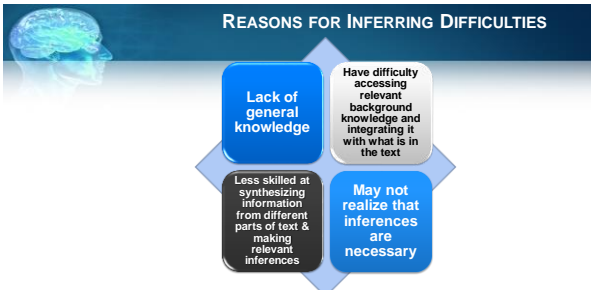 REASONS FOR INFERRING DIFFICULTIES
Lack of
general
knowledge
Have difficulty
accessing
relevant
background
knowledge and
integrating it
with what is in
the text
Less skilled at
synthesizing
information
from different
parts of text &
making
relevant
inferences
May not
realize that
inferences
are
necessary